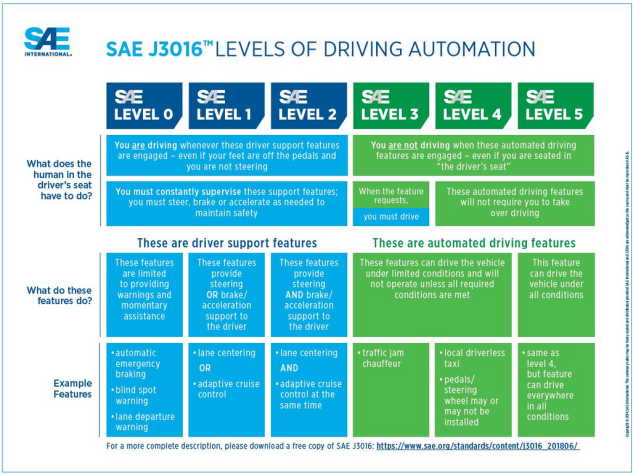 SAE
INTERNATIONAL.
SAE J3016™ LEVELS OF DRIVING AUTOMATION
SAE
LEVEL 0
SAE
LEVEL 1
SAE
LEVEL 2
SAE
LEVEL 3
SAE
LEVEL 4
SAE
LEVEL 5
What does the
human in the
driver's seat
have to do?
You are driving whenever these driver support features
are engaged – even if your feet are off the pedals and
you are not steering
You are not driving when these automated driving
features are engaged – even if you are seated in
"the driver's seat"
You must constantly supervise these support features;
you must steer, brake or accelerate as needed to
maintain safety
When the feature
requests,
you must drive
These automated driving features
will not require you to take
over driving
These are driver support features
These are automated driving features
What do these
features do?
These features
are limited
to providing
warnings and
momentary
assistance
These features
provide
steering
OR brake/
acceleration
support to
the driver
These features
provide
steering
AND brake/
acceleration
support to
the driver
These features can drive the vehicle
under limited conditions and will
not operate unless all required
conditions are met
This feature
can drive the
vehicle under
all conditions
Example
Features
• automatic
emergency
braking
• blind spot
warning
• lane departure
warning
• lane centering
OR
• adaptive cruise
control
• lane centering
AND
• adaptive cruise
control at the
same time
• traffic jam
chauffeur
• local driverless
taxi
• pedals/
steering
wheel may or
may not be
installed
• same as
level 4,
but feature
can drive
everywhere
in all
conditions
For a more complete description, please download a free copy of SAE J3016: https://www.sae.org/standards/content/j3016_201806/